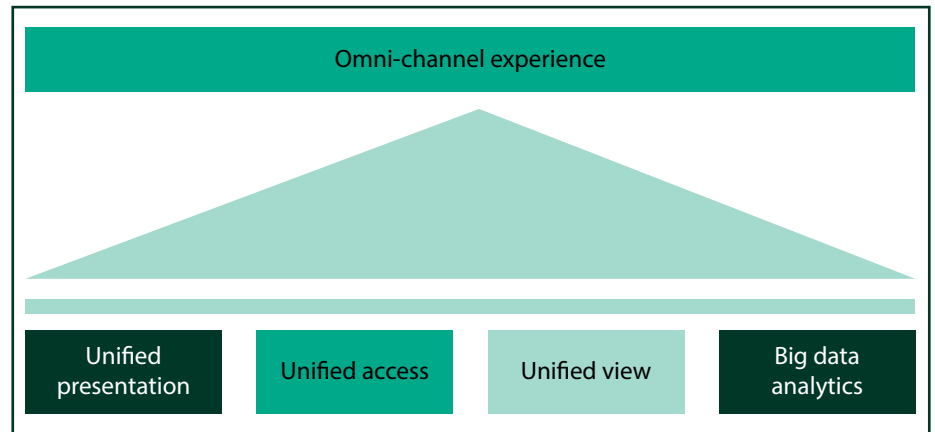 Omni-channel experience
Unified
presentation
Unified access
Unified view
Big data
analytics